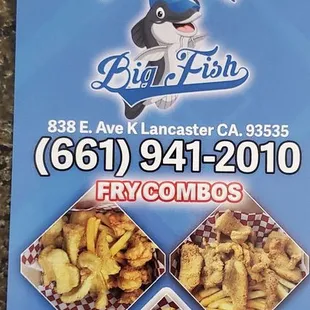 Big Fish
838 E. Ave K Lancaster CA. 93535
(661) 941-2010
FRY COMBOS